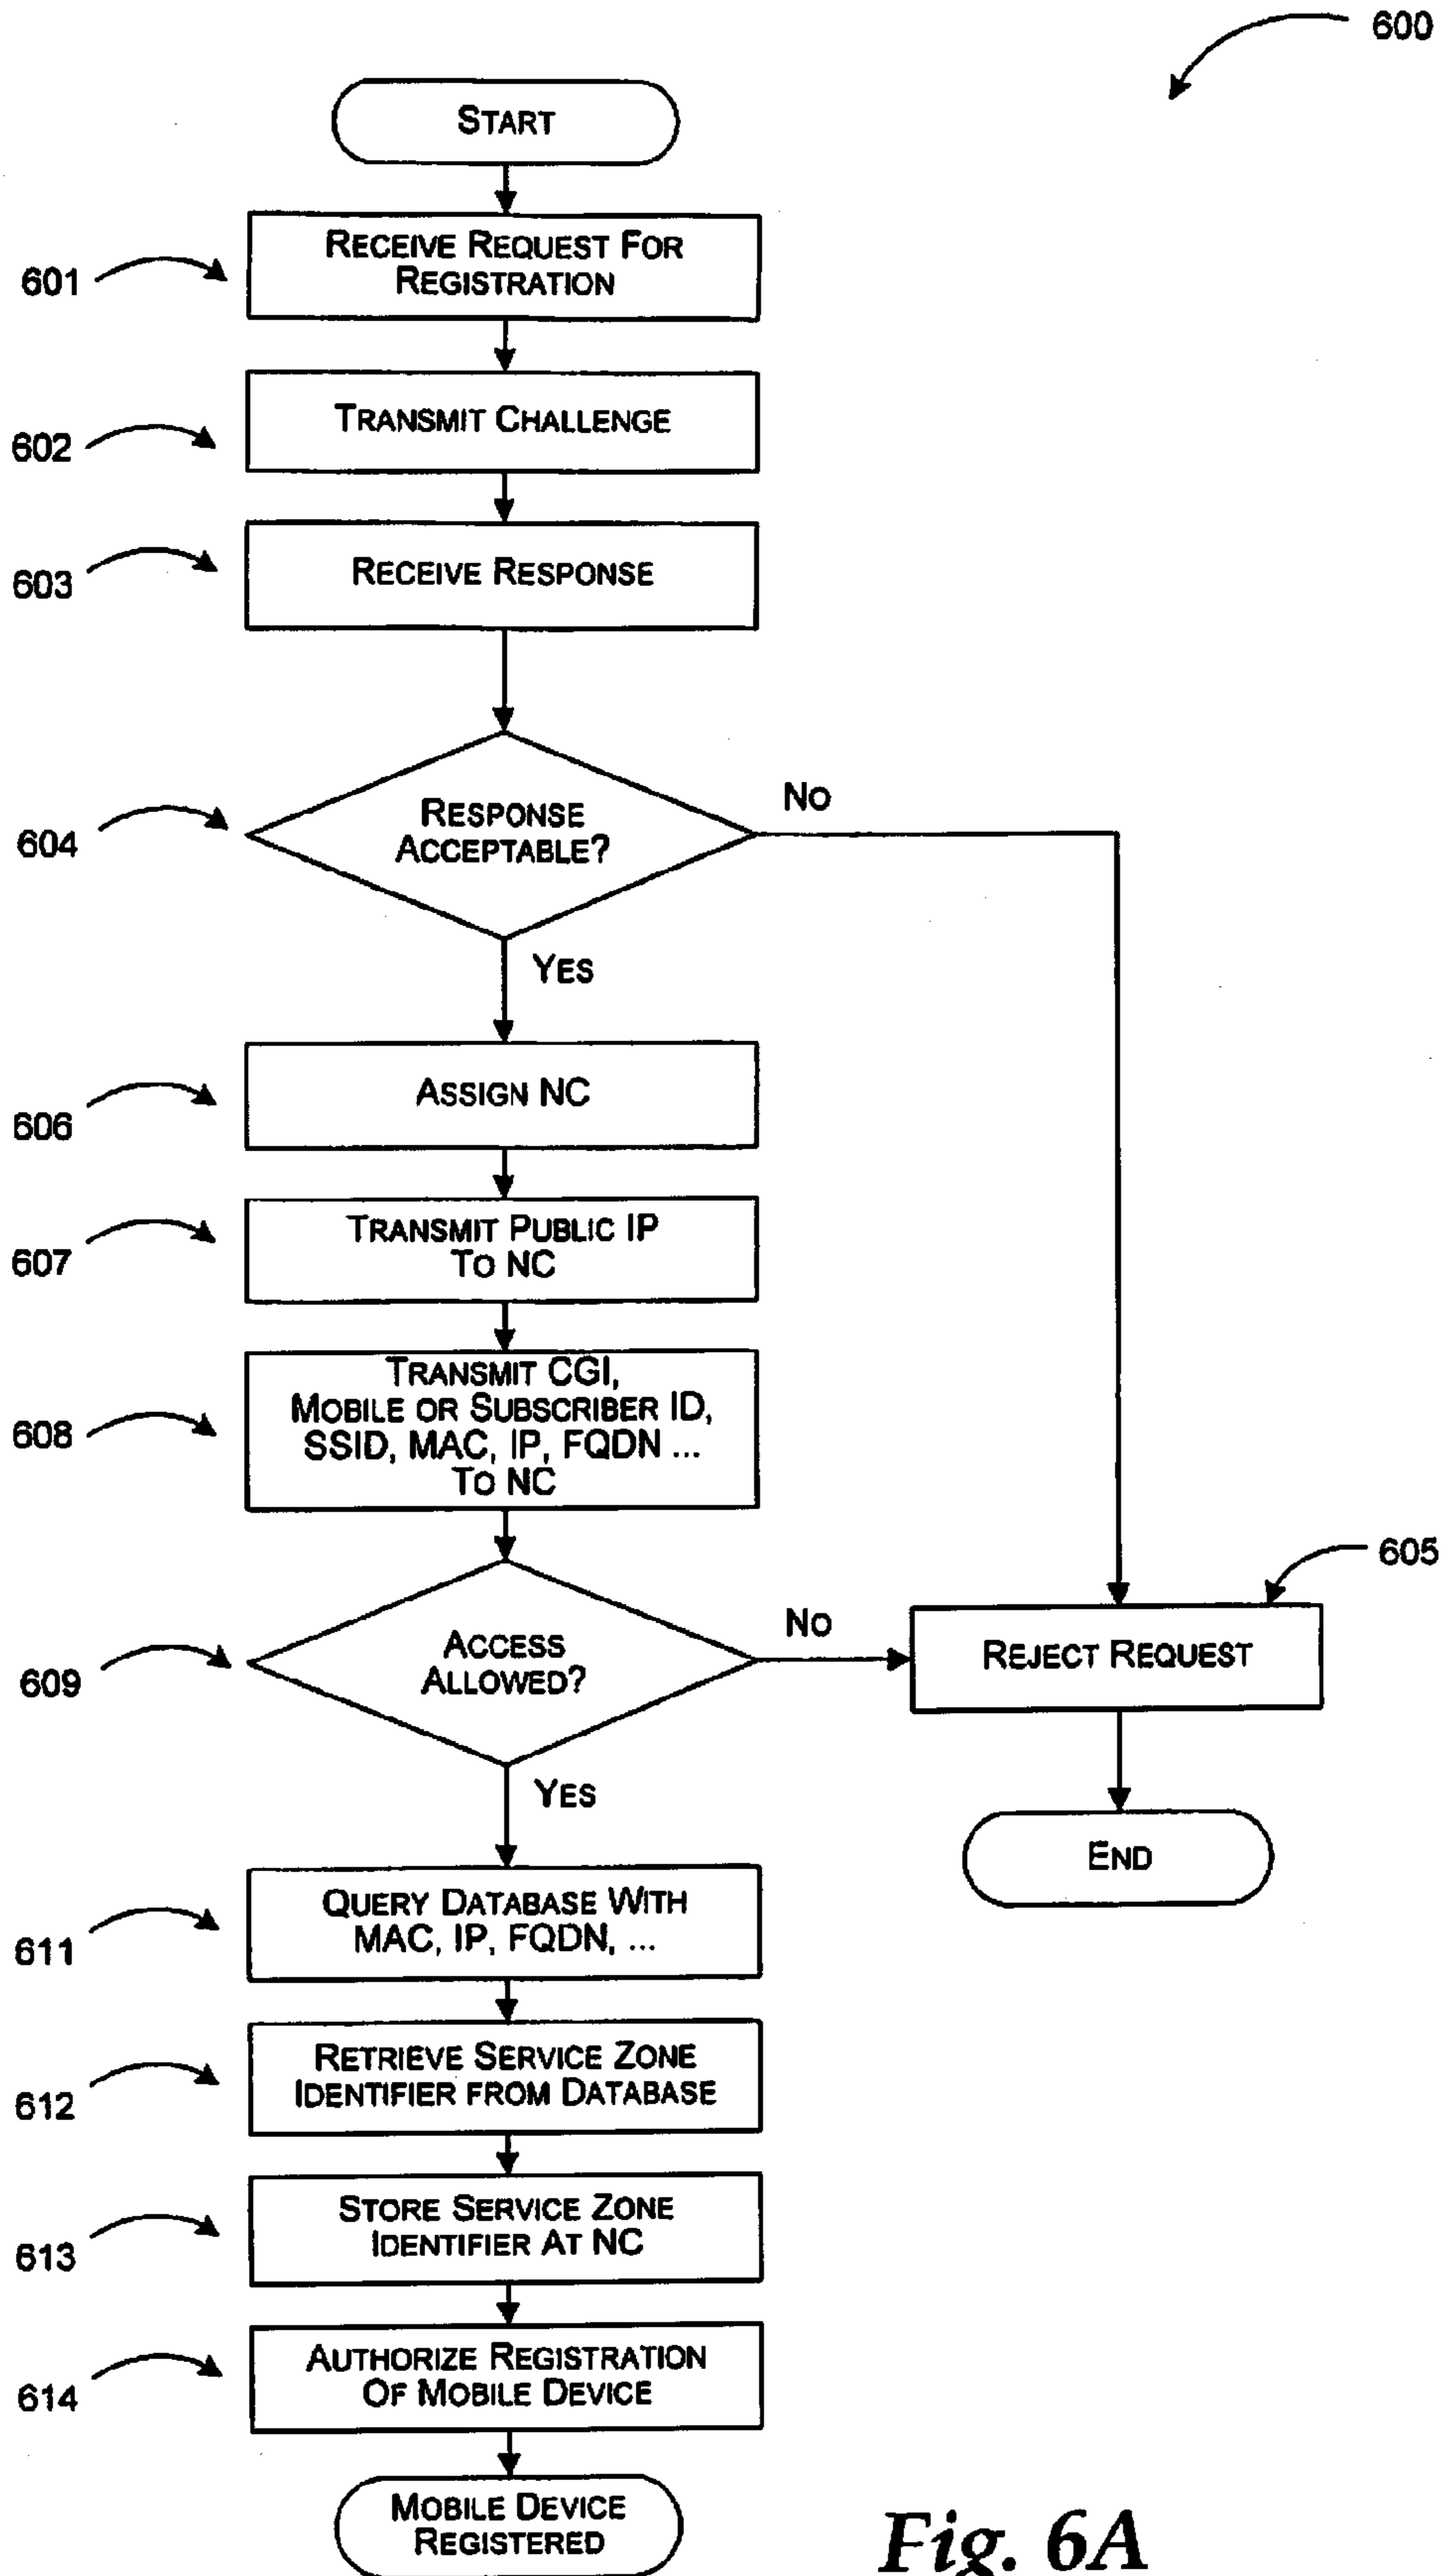 600
START
601
RECEIVE REQUEST FOR
REGISTRATION
602
TRANSMIT CHALLENGE
603
RECEIVE RESPONSE
604
RESPONSE
ACCEPTABLE?
NO
YES
606
ASSIGN NC
607
TRANSMIT PUBLIC IP
TO NC
608
TRANSMIT CGI,
MOBILE OR SUBSCRIBER ID,
SSID, MAC, IP, FQDN ...
TO NC
609
ACCESS
ALLOWED?
NO
605
REJECT REQUEST
END
YES
611
QUERY DATABASE WITH
MAC, IP, FQDN, ...
612
RETRIEVE SERVICE ZONE
IDENTIFIER FROM DATABASE
613
STORE SERVICE ZONE
IDENTIFIER AT NC
614
AUTHORIZE REGISTRATION
OF MOBILE DEVICE
MOBILE DEVICE
REGISTERED
Fig. 6A